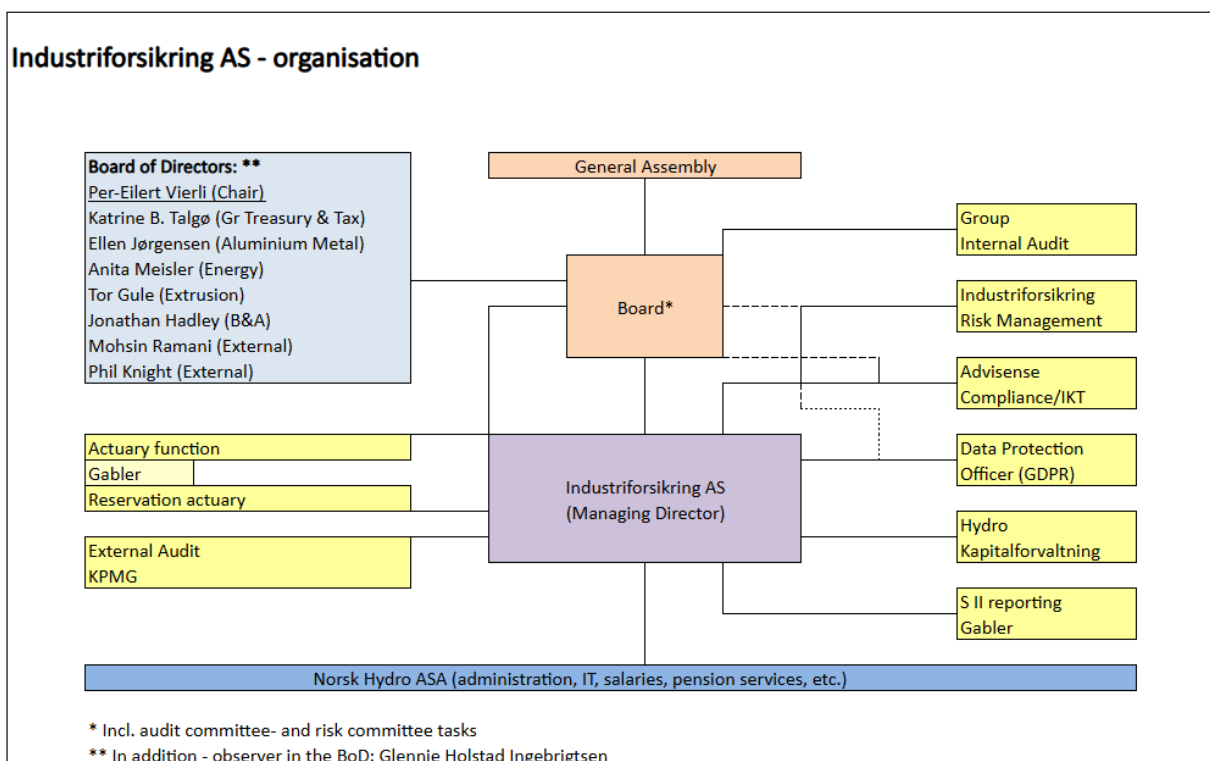 Industriforsikring AS - organisation
Board of Directors: **
Per-Eilert Vierli (Chair)
Katrine B. Talgø (Gr Treasury & Tax)
Ellen Jørgensen (Aluminium Metal)
Anita Meisler (Energy)
Tor Gule (Extrusion)
Jonathan Hadley (B&A)
Mohsin Ramani (External)
Phil Knight (External)
General Assembly
Board*
Group
Internal Audit
Industriforsikring
Risk Management
Advisense
Compliance/IKT
Data Protection
Officer (GDPR)
Hydro
Kapitalforvaltning
S II reporting
Gabler
Actuary function
Gabler
Reservation actuary
External Audit
KPMG
Industriforsikring AS
(Managing Director)
Norsk Hydro ASA (administration, IT, salaries, pension services, etc.)
* Incl. audit committee- and risk committee tasks
** In addition - observer in the BoD: Glennie Holstad Ingebrigtsen